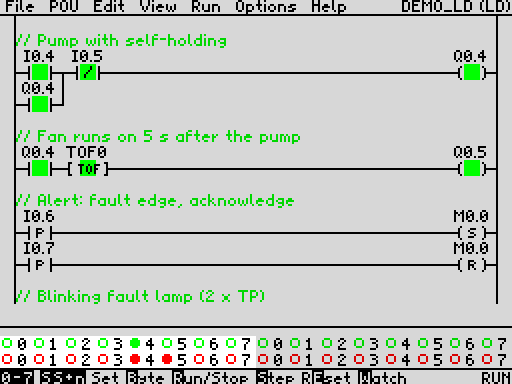 File POU Edit View Run Options Help DEMO_LD (LD)
// Pump with self-holding
I0.4 I0.5 Q0.4
Q0.4
// Fan runs on 5 s after the pump
Q0.4 TOF0 Q0.5
TOF
// Alert: fault edge, acknowledge
I0.6 M0.0
P S
I0.7 M0.0
P R
// Blinking fault lamp (2 x TP)
0 1 2 3 4 5 6 7 0 1 2 3 4 5 6 7
0 1 2 3 4 5 6 7 0 1 2 3 4 5 6 7
0-7 SS+n Set Byte Run/Stop Step REset Watch RUN